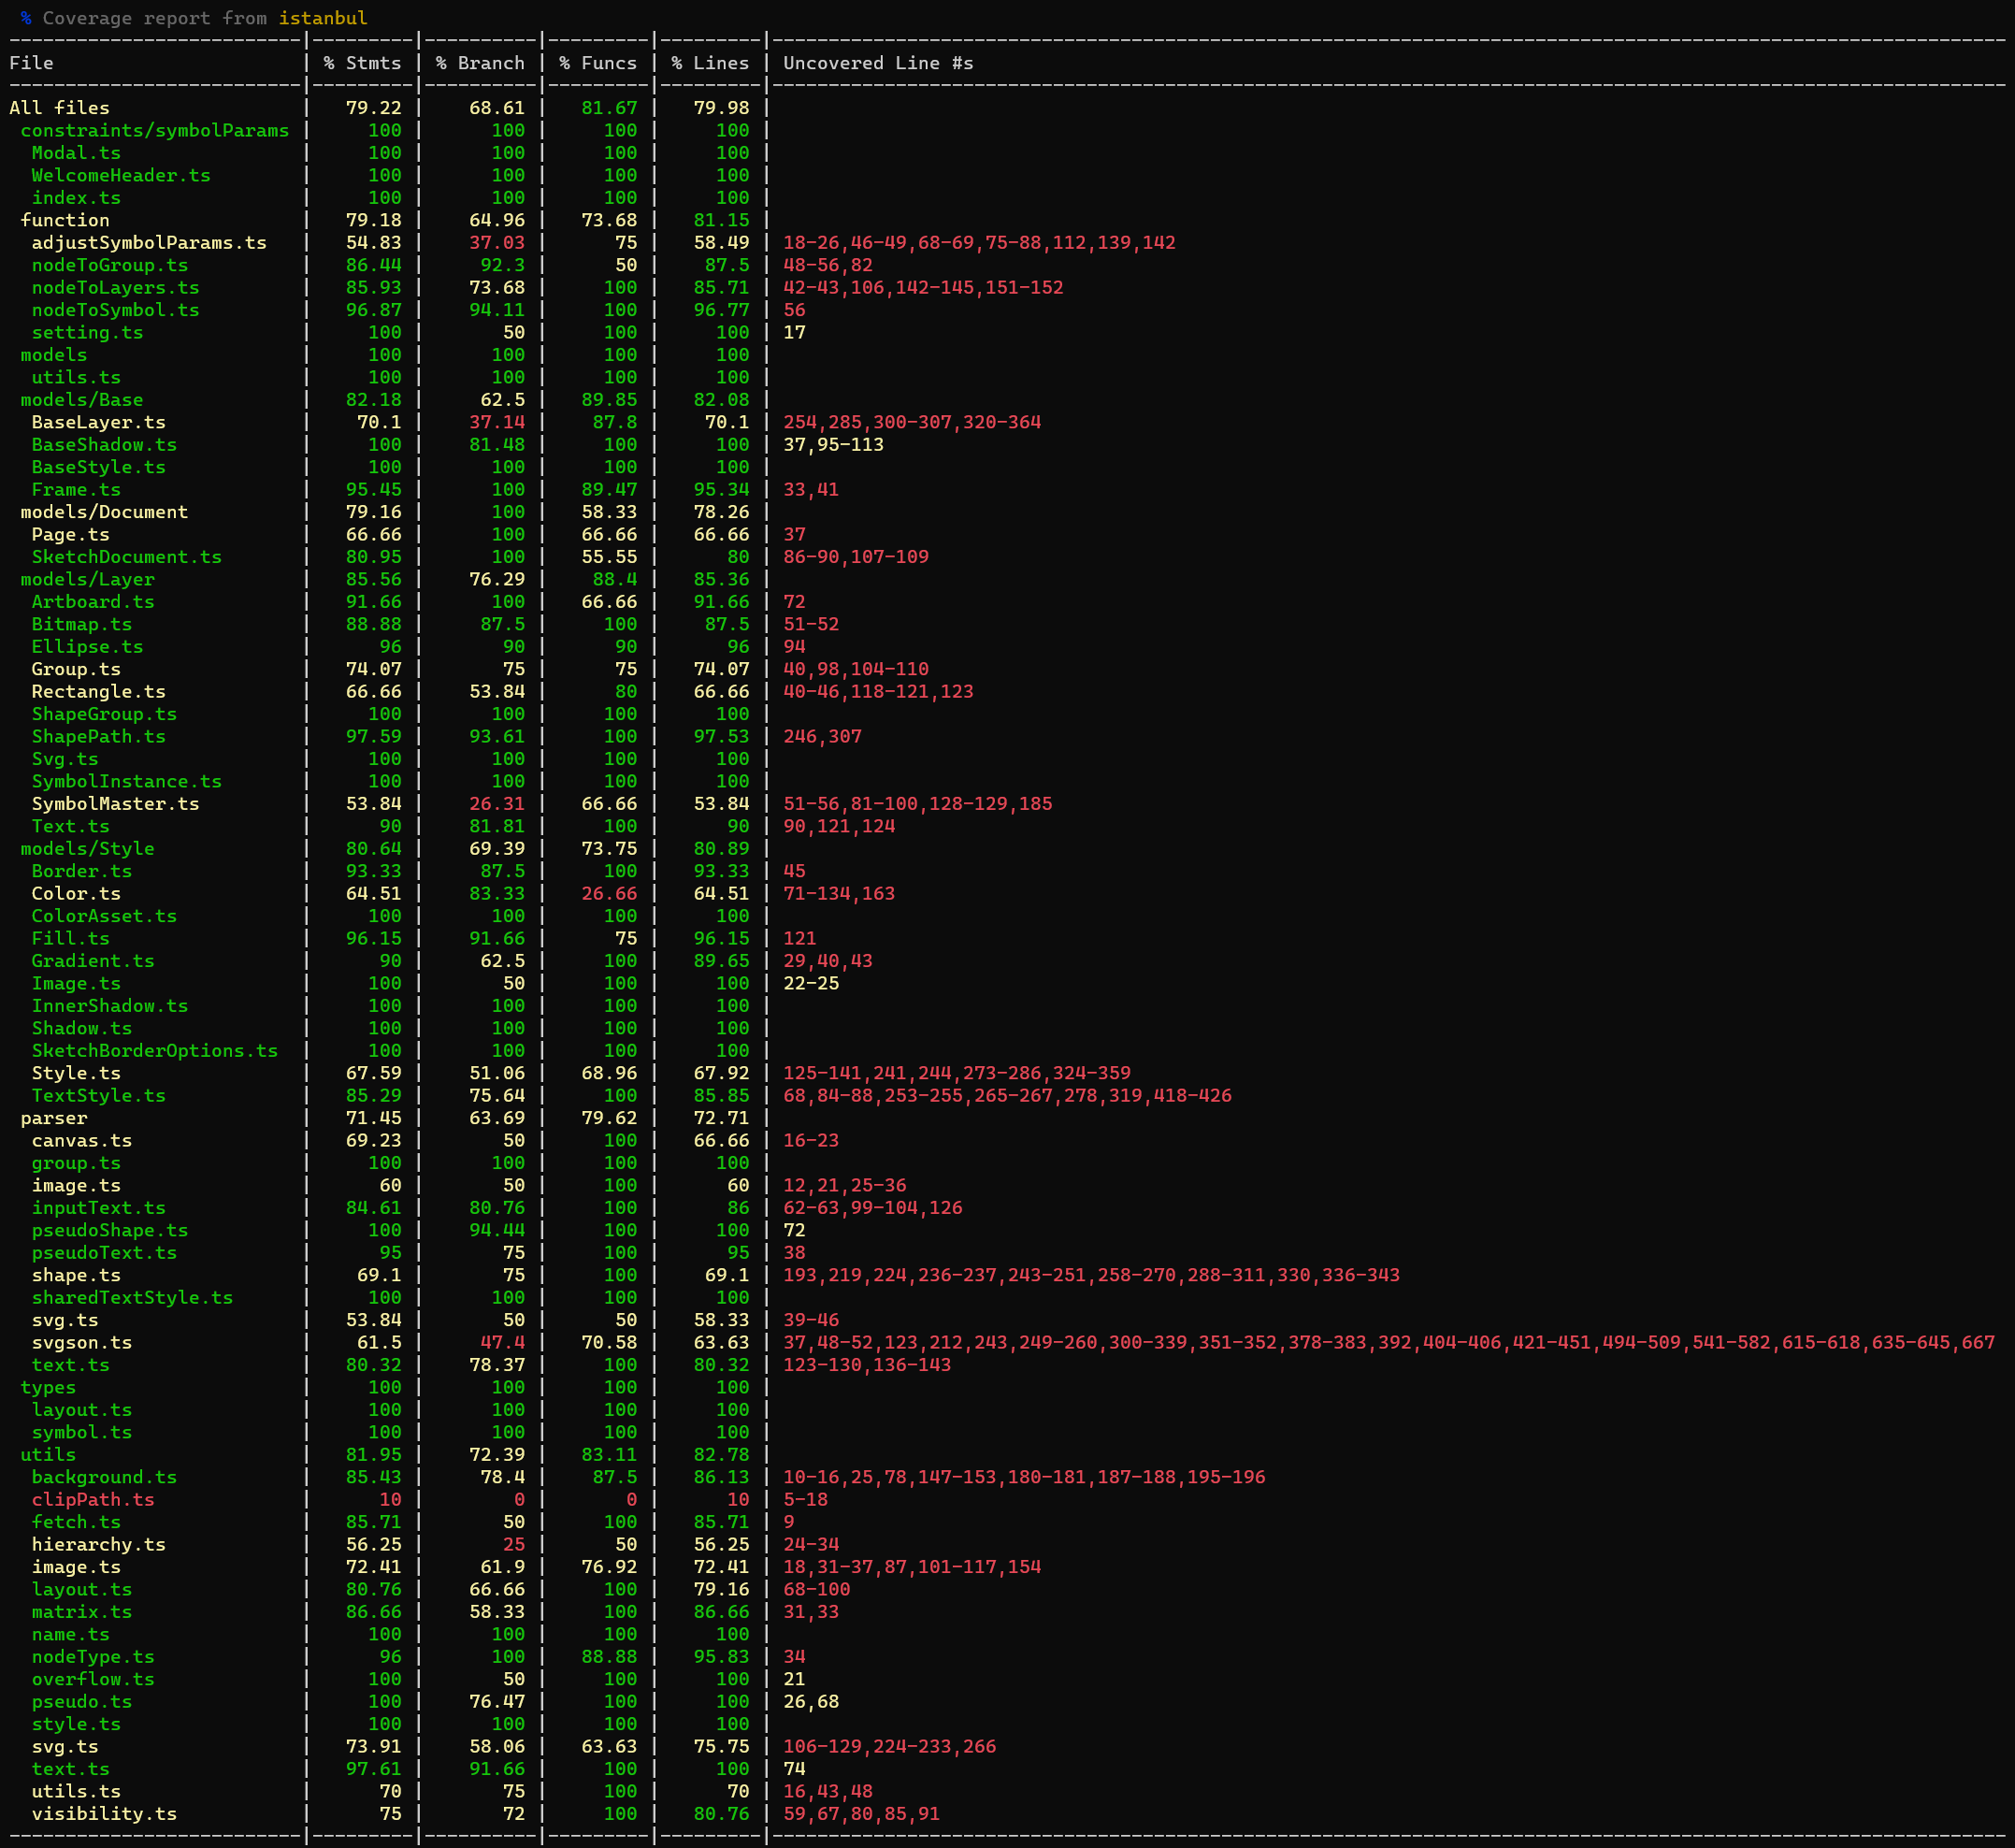 % Coverage report from istanbul
--------------------------|---------|----------|---------|---------|--------------------------------------------------------------------------------------------------------------
File                      | % Stmts | % Branch | % Funcs | % Lines | Uncovered Line #s
--------------------------|---------|----------|---------|---------|--------------------------------------------------------------------------------------------------------------
All files                 |   79.22 |    68.61 |   81.67 |   79.98 |
 constraints/symbolParams |     100 |      100 |     100 |     100 |
  Modal.ts                |     100 |      100 |     100 |     100 |
  WelcomeHeader.ts        |     100 |      100 |     100 |     100 |
  index.ts                |     100 |      100 |     100 |     100 |
 function                 |   79.18 |    64.96 |   73.68 |   81.15 |
  adjustSymbolParams.ts   |   54.83 |    37.03 |      75 |   58.49 | 18-26,46-49,68-69,75-88,112,139,142
  nodeToGroup.ts          |   86.44 |     92.3 |      50 |    87.5 | 48-56,82
  nodeToLayers.ts         |   85.93 |    73.68 |     100 |   85.71 | 42-43,106,142-145,151-152
  nodeToSymbol.ts         |   96.87 |    94.11 |     100 |   96.77 | 56
  setting.ts              |     100 |       50 |     100 |     100 | 17
 models                   |     100 |      100 |     100 |     100 |
  utils.ts                |     100 |      100 |     100 |     100 |
 models/Base              |   82.18 |     62.5 |   89.85 |   82.08 |
  BaseLayer.ts            |    70.1 |    37.14 |    87.8 |    70.1 | 254,285,300-307,320-364
  BaseShadow.ts           |     100 |    81.48 |     100 |     100 | 37,95-113
  BaseStyle.ts            |     100 |      100 |     100 |     100 |
  Frame.ts                |   95.45 |      100 |   89.47 |   95.34 | 33,41
 models/Document          |   79.16 |      100 |   58.33 |   78.26 |
  Page.ts                 |   66.66 |      100 |   66.66 |   66.66 | 37
  SketchDocument.ts       |   80.95 |      100 |   55.55 |      80 | 86-90,107-109
 models/Layer             |   85.56 |    76.29 |    88.4 |   85.36 |
  Artboard.ts             |   91.66 |      100 |   66.66 |   91.66 | 72
  Bitmap.ts               |   88.88 |     87.5 |     100 |    87.5 | 51-52
  Ellipse.ts              |      96 |       90 |      90 |      96 | 94
  Group.ts                |   74.07 |       75 |      75 |   74.07 | 40,98,104-110
  Rectangle.ts            |   66.66 |    53.84 |      80 |   66.66 | 40-46,118-121,123
  ShapeGroup.ts           |     100 |      100 |     100 |     100 |
  ShapePath.ts            |   97.59 |    93.61 |     100 |   97.53 | 246,307
  Svg.ts                  |     100 |      100 |     100 |     100 |
  SymbolInstance.ts       |     100 |      100 |     100 |     100 |
  SymbolMaster.ts         |   53.84 |    26.31 |   66.66 |   53.84 | 51-56,81-100,128-129,185
  Text.ts                 |      90 |    81.81 |     100 |      90 | 90,121,124
 models/Style             |   80.64 |    69.39 |   73.75 |   80.89 |
  Border.ts               |   93.33 |     87.5 |     100 |   93.33 | 45
  Color.ts                |   64.51 |    83.33 |   26.66 |   64.51 | 71-134,163
  ColorAsset.ts           |     100 |      100 |     100 |     100 |
  Fill.ts                 |   96.15 |    91.66 |      75 |   96.15 | 121
  Gradient.ts             |      90 |     62.5 |     100 |   89.65 | 29,40,43
  Image.ts                |     100 |       50 |     100 |     100 | 22-25
  InnerShadow.ts          |     100 |      100 |     100 |     100 |
  Shadow.ts               |     100 |      100 |     100 |     100 |
  SketchBorderOptions.ts  |     100 |      100 |     100 |     100 |
  Style.ts                |   67.59 |    51.06 |   68.96 |   67.92 | 125-141,241,244,273-286,324-359
  TextStyle.ts            |   85.29 |    75.64 |     100 |   85.85 | 68,84-88,253-255,265-267,278,319,418-426
 parser                   |   71.45 |    63.69 |   79.62 |   72.71 |
  canvas.ts               |   69.23 |       50 |     100 |   66.66 | 16-23
  group.ts                |     100 |      100 |     100 |     100 |
  image.ts                |      60 |       50 |     100 |      60 | 12,21,25-36
  inputText.ts            |   84.61 |    80.76 |     100 |      86 | 62-63,99-104,126
  pseudoShape.ts          |     100 |    94.44 |     100 |     100 | 72
  pseudoText.ts           |      95 |       75 |     100 |      95 | 38
  shape.ts                |    69.1 |       75 |     100 |    69.1 | 193,219,224,236-237,243-251,258-270,288-311,330,336-343
  sharedTextStyle.ts      |     100 |      100 |     100 |     100 |
  svg.ts                  |   53.84 |       50 |      50 |   58.33 | 39-46
  svgson.ts               |    61.5 |     47.4 |   70.58 |   63.63 | 37,48-52,123,212,243,249-260,300-339,351-352,378-383,392,404-406,421-451,494-509,541-582,615-618,635-645,667
  text.ts                 |   80.32 |    78.37 |     100 |   80.32 | 123-130,136-143
 types                    |     100 |      100 |     100 |     100 |
  layout.ts               |     100 |      100 |     100 |     100 |
  symbol.ts               |     100 |      100 |     100 |     100 |
 utils                    |   81.95 |    72.39 |   83.11 |   82.78 |
  background.ts           |   85.43 |     78.4 |    87.5 |   86.13 | 10-16,25,78,147-153,180-181,187-188,195-196
  clipPath.ts             |      10 |        0 |       0 |      10 | 5-18
  fetch.ts                |   85.71 |       50 |     100 |   85.71 | 9
  hierarchy.ts            |   56.25 |       25 |      50 |   56.25 | 24-34
  image.ts                |   72.41 |     61.9 |   76.92 |   72.41 | 18,31-37,87,101-117,154
  layout.ts               |   80.76 |    66.66 |     100 |   79.16 | 68-100
  matrix.ts               |   86.66 |    58.33 |     100 |   86.66 | 31,33
  name.ts                 |     100 |      100 |     100 |     100 |
  nodeType.ts             |      96 |      100 |   88.88 |   95.83 | 34
  overflow.ts             |     100 |       50 |     100 |     100 | 21
  pseudo.ts               |     100 |    76.47 |     100 |     100 | 26,68
  style.ts                |     100 |      100 |     100 |     100 |
  svg.ts                  |   73.91 |    58.06 |   63.63 |   75.75 | 106-129,224-233,266
  text.ts                 |   97.61 |    91.66 |     100 |     100 | 74
  utils.ts                |      70 |       75 |     100 |      70 | 16,43,48
  visibility.ts           |      75 |       72 |     100 |   80.76 | 59,67,80,85,91
--------------------------|---------|----------|---------|---------|--------------------------------------------------------------------------------------------------------------